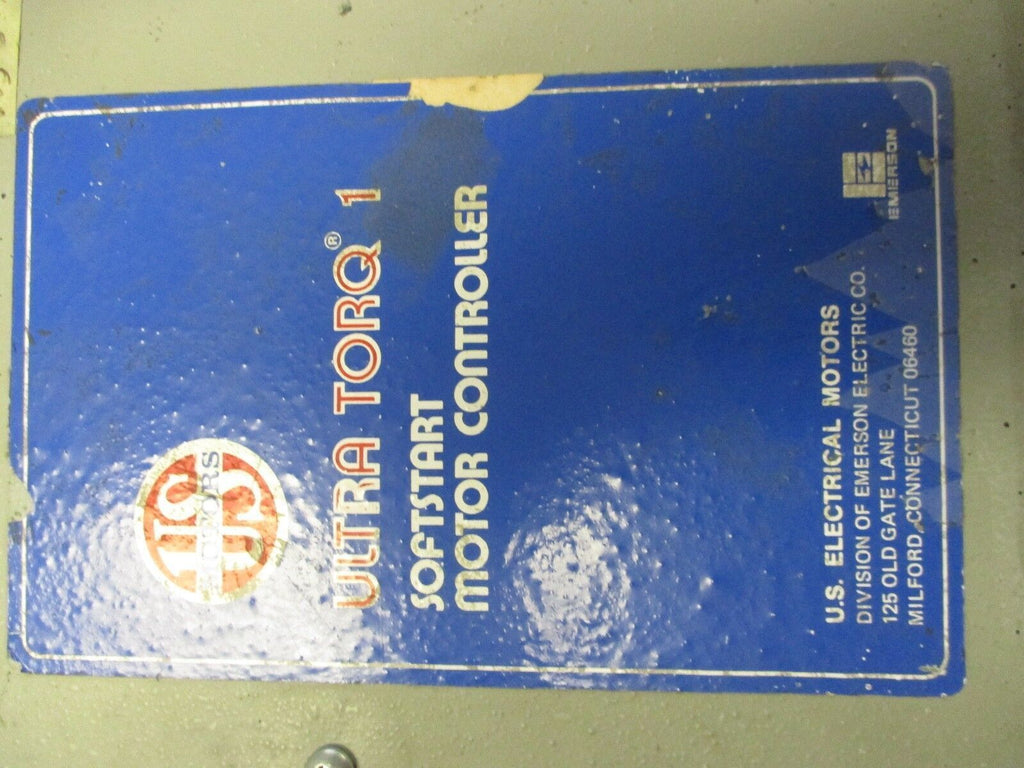 US
MOTORS
ULTRA TORQ® 1
SOFTSTART
MOTOR CONTROLLER
U.S. ELECTRICAL MOTORS
DIVISION OF EMERSON ELECTRIC CO.
125 OLD GATE LANE
MILFORD, CONNECTICUT 06460
EMERSON